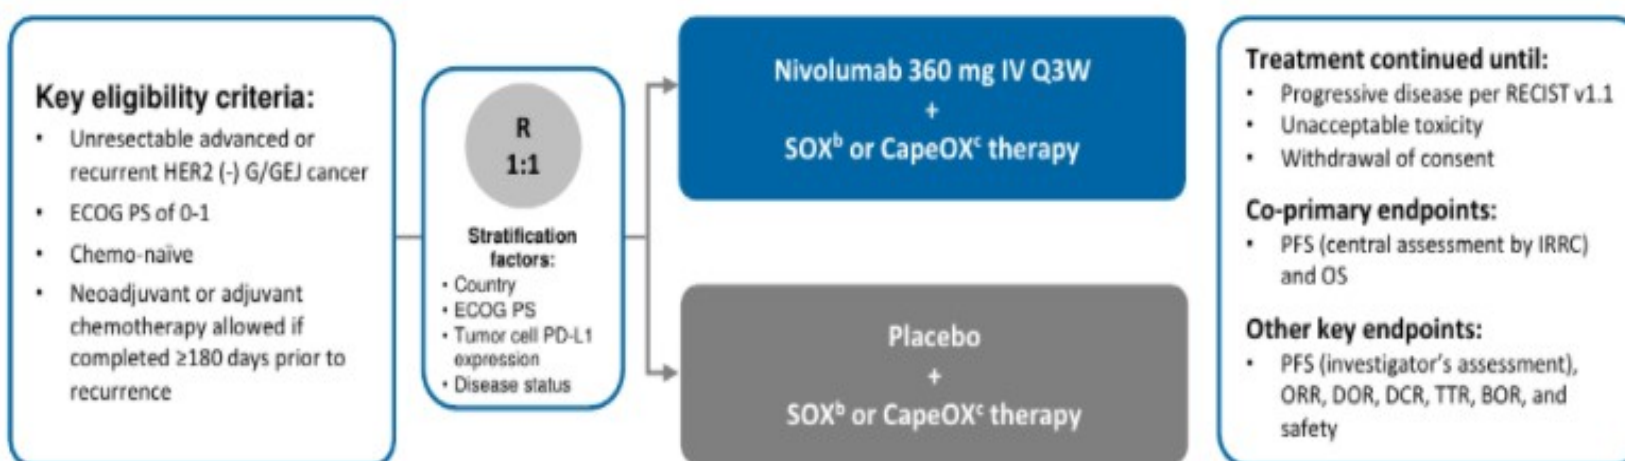 Key eligibility criteria:
• Unresectable advanced or
recurrent HER2 (-) G/GEJ cancer
• ECOG PS of 0-1
• Chemo-naïve
• Neoadjuvant or adjuvant
chemotherapy allowed if
completed ≥180 days prior to
recurrence
R
1:1
Stratification
factors:
• Country
• ECOG PS
• Tumor cell PD-L1
expression
• Disease status
Nivolumab 360 mg IV Q3W
+
SOXᵇ or CapeOXᶜ therapy
Placebo
+
SOXᵇ or CapeOXᶜ therapy
Treatment continued until:
• Progressive disease per RECIST v1.1
• Unacceptable toxicity
• Withdrawal of consent
Co-primary endpoints:
• PFS (central assessment by IRRC)
and OS
Other key endpoints:
• PFS (investigator's assessment),
ORR, DOR, DCR, TTR, BOR, and
safety